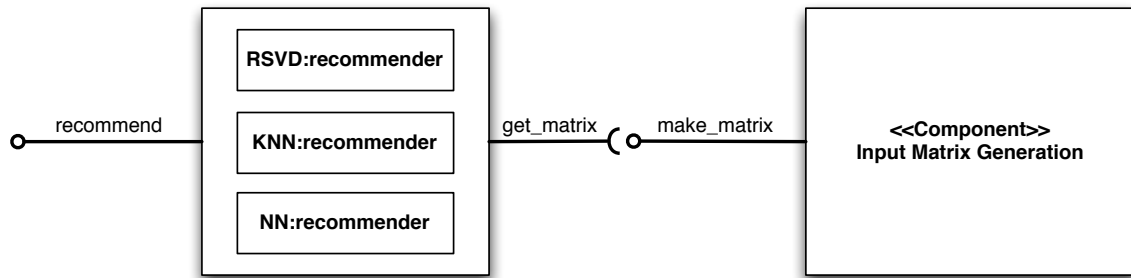 recommend
RSVD:recommender
KNN:recommender
NN:recommender
get_matrix
make_matrix
<<Component>>
Input Matrix Generation